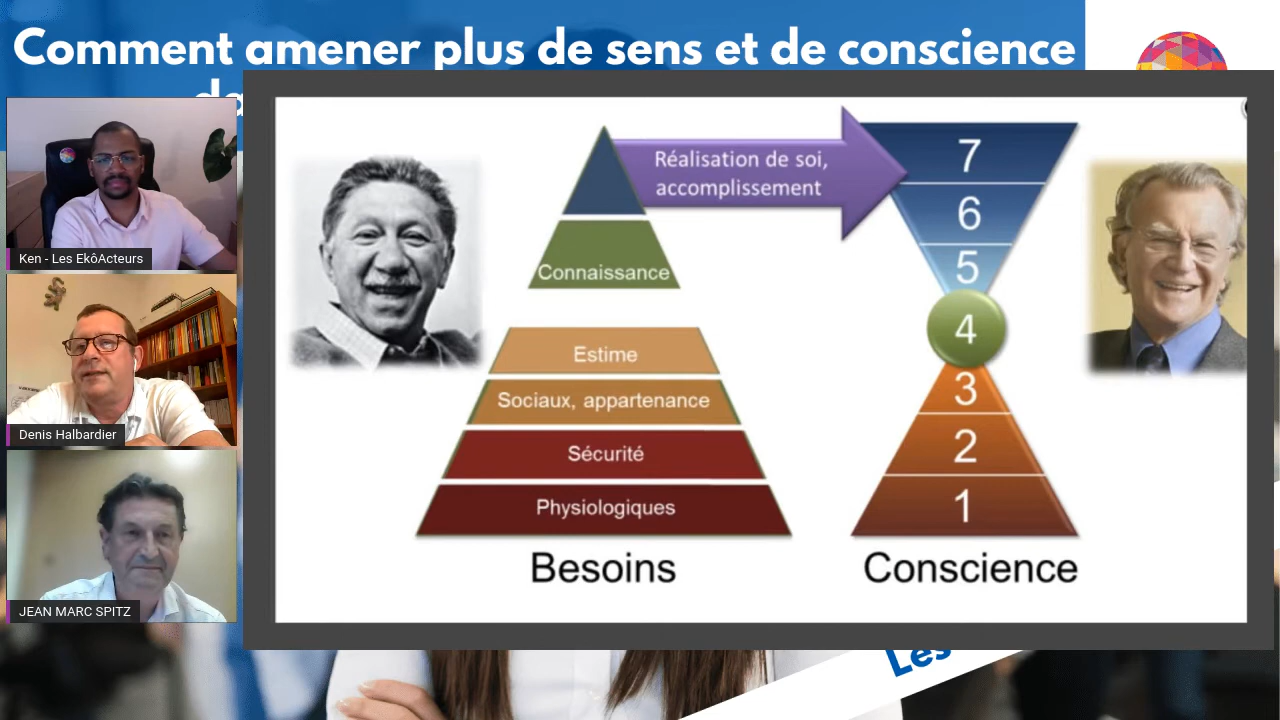 Comment amener plus de sens et de conscience
da
Ken - Les EkôActeurs
Denis Halbardier
JEAN MARC SPITZ
Réalisation de soi,
accomplissement
Connaissance
Estime
Sociaux, appartenance
Sécurité
Physiologiques
Besoins
7
6
5
4
3
2
1
Conscience
Les